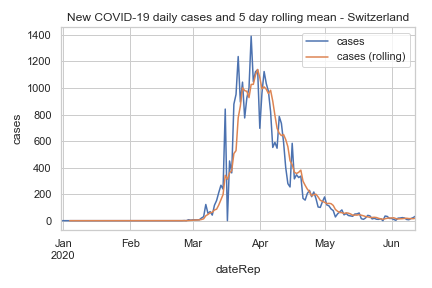 New COVID-19 daily cases and 5 day rolling mean - Switzerland
cases
cases (rolling)
1400
1200
1000
800
600
400
200
0
cases
Jan
2020
Feb
Mar
Apr
May
Jun
dateRep